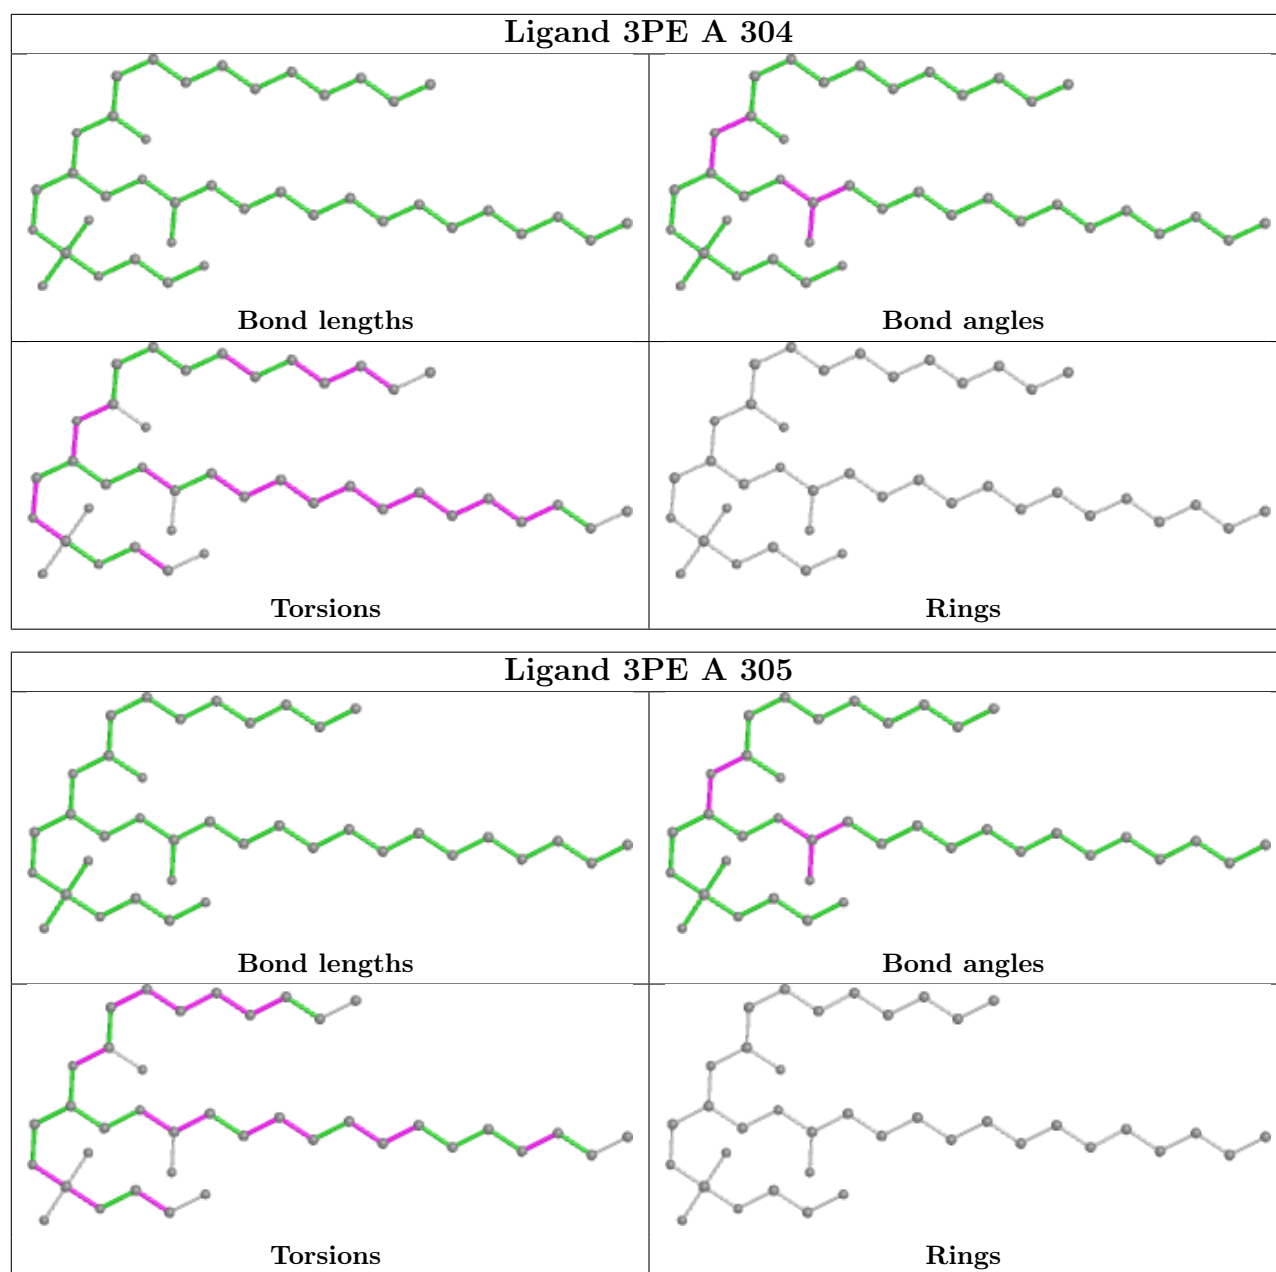 Ligand 3PE A 304
Bond lengths
Bond angles
Torsions
Rings
Ligand 3PE A 305
Bond lengths
Bond angles
Torsions
Rings